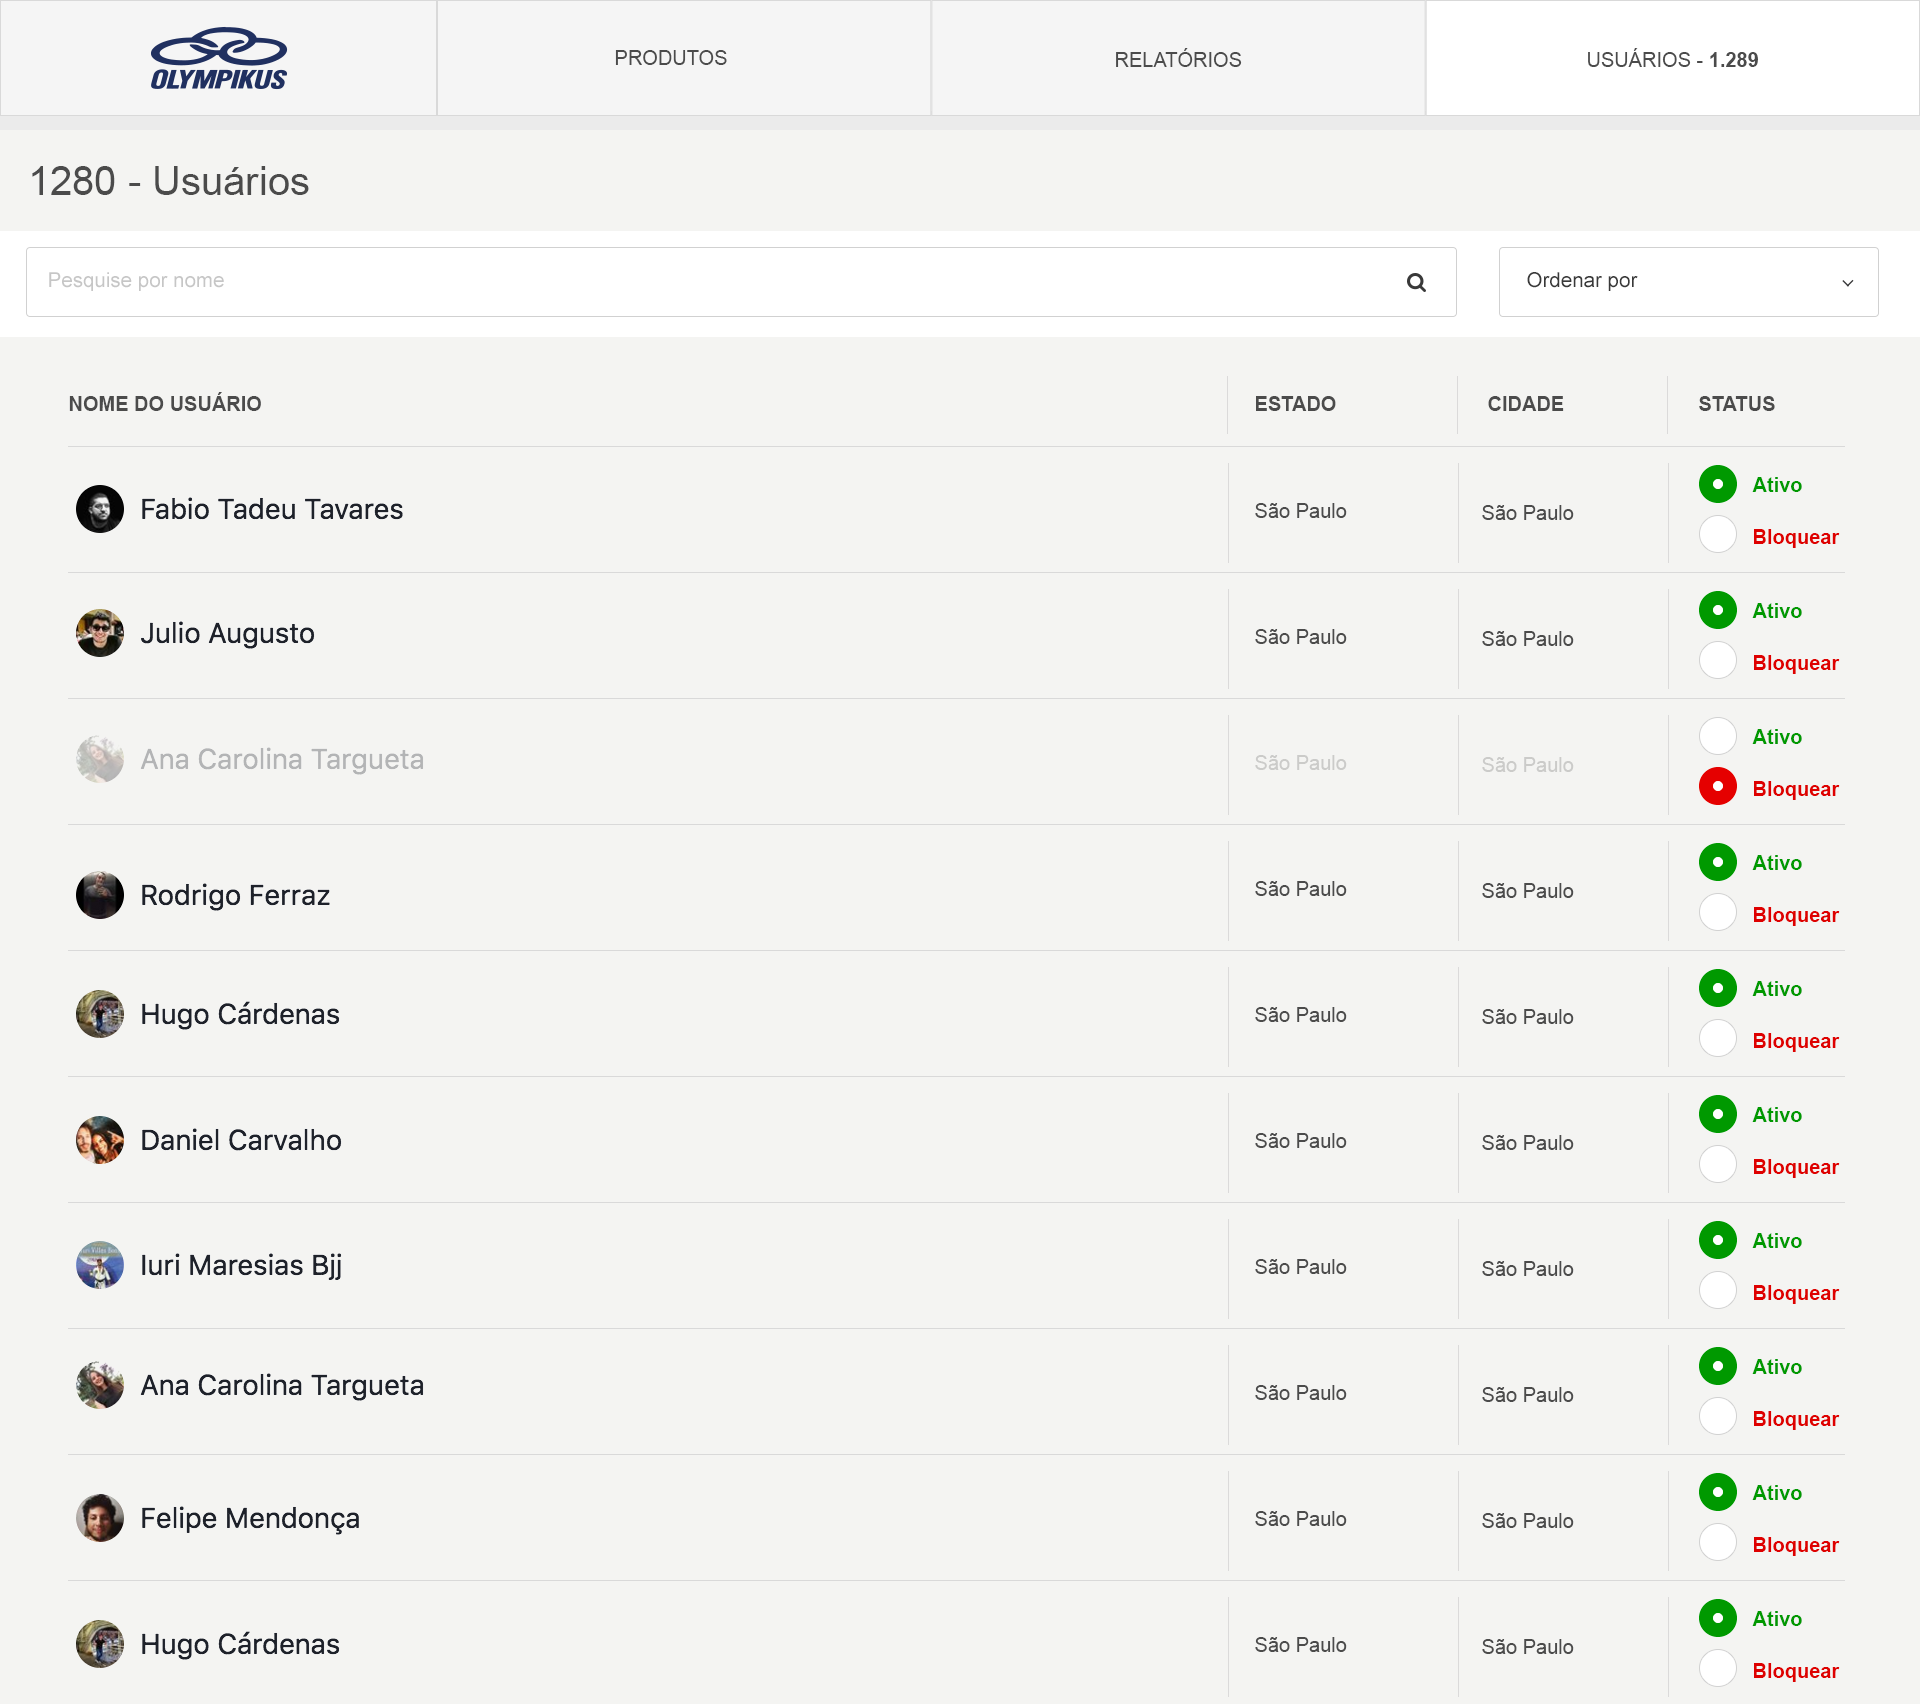 OLYMPIKUS
PRODUTOS
RELATÓRIOS
USUÁRIOS - 1.289
1280 - Usuários
Pesquise por nome
Ordenar por
NOME DO USUÁRIO ESTADO CIDADE STATUS
Fabio Tadeu Tavares São Paulo São Paulo Ativo
Bloquear
Julio Augusto São Paulo São Paulo Ativo
Bloquear
Ana Carolina Targueta São Paulo São Paulo Ativo
Bloquear
Rodrigo Ferraz São Paulo São Paulo Ativo
Bloquear
Hugo Cárdenas São Paulo São Paulo Ativo
Bloquear
Daniel Carvalho São Paulo São Paulo Ativo
Bloquear
Iuri Maresias Bjj São Paulo São Paulo Ativo
Bloquear
Ana Carolina Targueta São Paulo São Paulo Ativo
Bloquear
Felipe Mendonça São Paulo São Paulo Ativo
Bloquear
Hugo Cárdenas São Paulo São Paulo Ativo
Bloquear